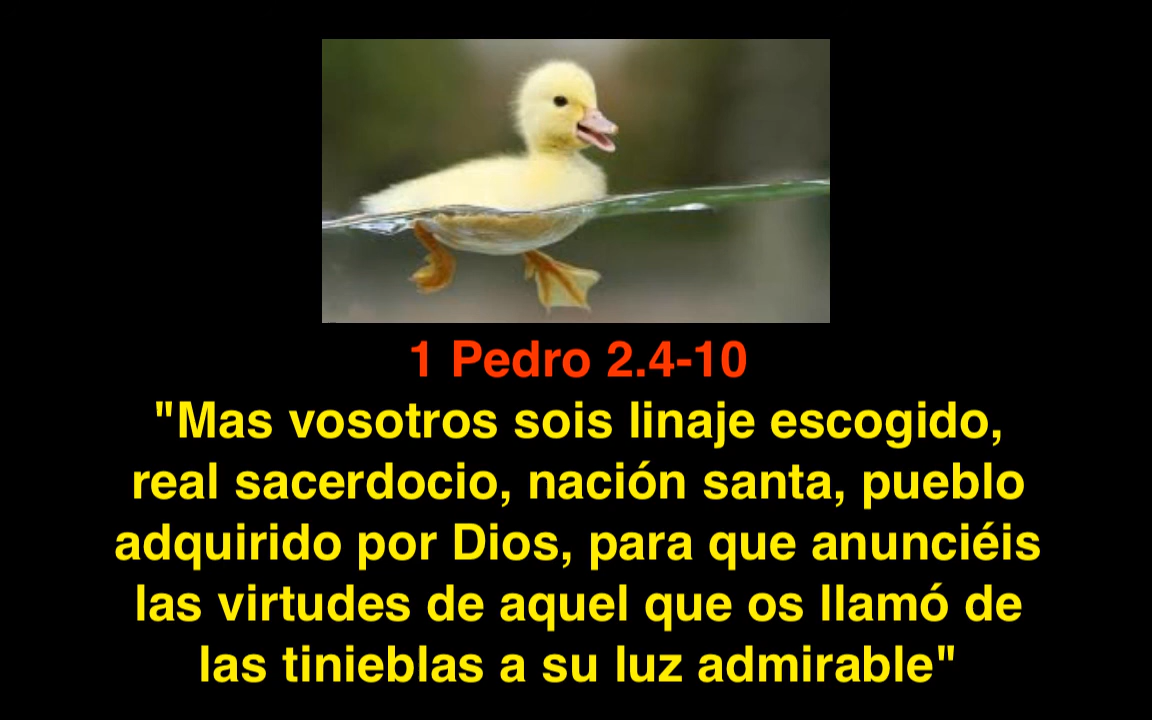 1 Pedro 2.4-10
"Mas vosotros sois linaje escogido,
real sacerdocio, nación santa, pueblo
adquirido por Dios, para que anunciéis
las virtudes de aquel que os llamó de
las tinieblas a su luz admirable"